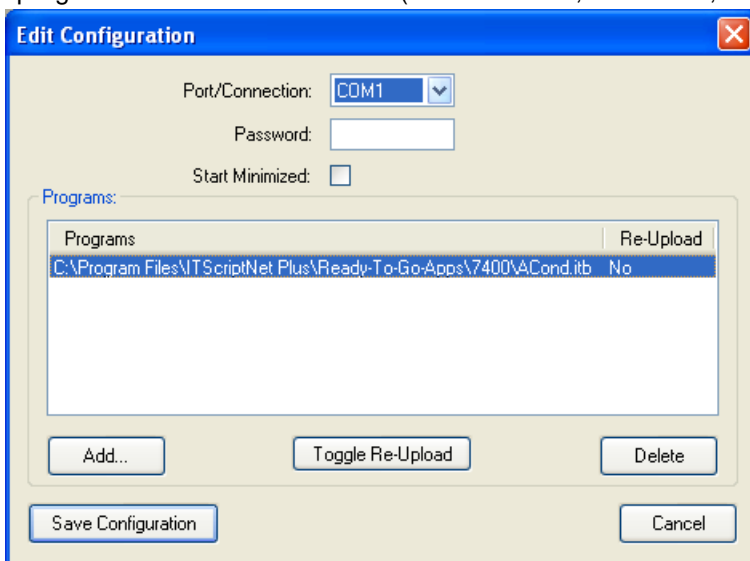 Edit Configuration
Port/Connection: COM1
Password:
Start Minimized:
Programs:
Programs Re-Upload
C:\Program Files\ITScriptNet Plus\Ready-To-Go-Apps\7400\ACond.itb No
Add... Toggle Re-Upload Delete
Save Configuration Cancel